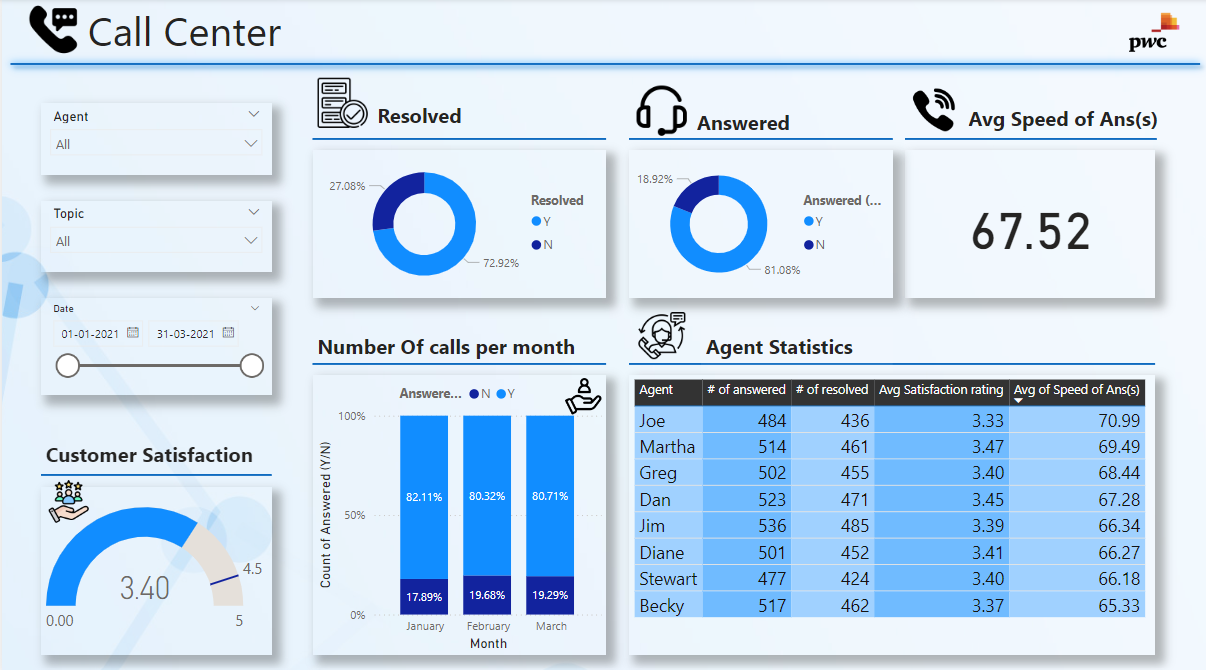 Call Center
pwc
Agent
All
Topic
All
Date
01-01-2021 31-03-2021
Customer Satisfaction
3.40
4.5
0.00 5
Resolved
27.08%
72.92%
Resolved
Y
N
Answered
18.92%
81.08%
Answered (...
Y
N
Avg Speed of Ans(s)
67.52
Number Of calls per month
Answere... N Y
Count of Answered (Y/N)
100%
50%
0%
82.11% 80.32% 80.71%
17.89% 19.68% 19.29%
January February March
Month
Agent Statistics
Agent # of answered # of resolved Avg Satisfaction rating Avg of Speed of Ans(s)
Joe 484 436 3.33 70.99
Martha 514 461 3.47 69.49
Greg 502 455 3.40 68.44
Dan 523 471 3.45 67.28
Jim 536 485 3.39 66.34
Diane 501 452 3.41 66.27
Stewart 477 424 3.40 66.18
Becky 517 462 3.37 65.33